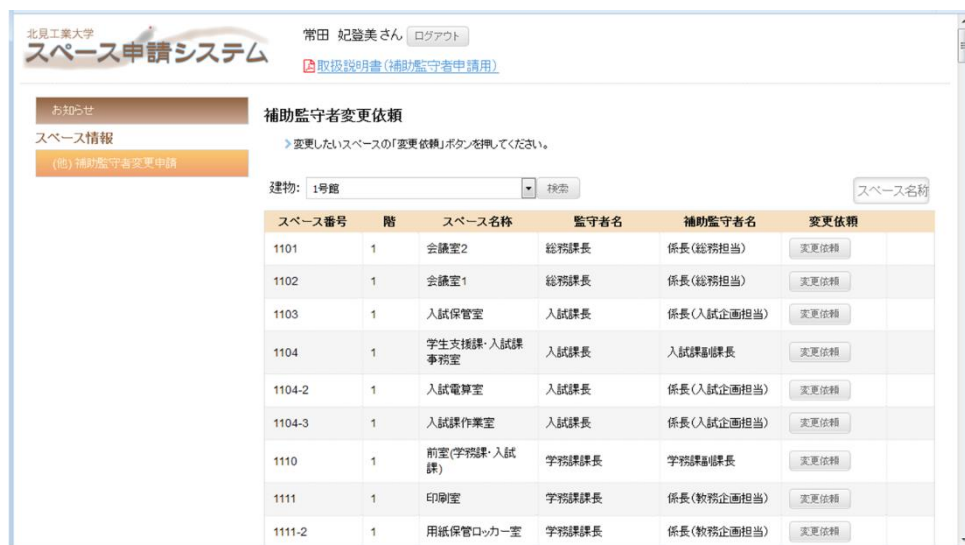 北見工業大学
スペース申請システム
常田 妃登美さん ログアウト
取扱説明書(補助監守者申請用)
お知らせ
スペース情報
(他) 補助監守者変更申請
補助監守者変更依頼
変更したいスペースの「変更依頼」ボタンを押してください。
建物: 1号館 検索 スペース名称
スペース番号 階 スペース名称 監守者名 補助監守者名 変更依頼
1101 1 会議室2 総務課長 係長(総務担当) 変更依頼
1102 1 会議室1 総務課長 係長(総務担当) 変更依頼
1103 1 入試保管室 入試課長 係長(入試企画担当) 変更依頼
1104 1 学生支援課・入試課
事務室 入試課長 入試課副課長 変更依頼
1104-2 1 入試電算室 入試課長 係長(入試企画担当) 変更依頼
1104-3 1 入試課作業室 入試課長 係長(入試企画担当) 変更依頼
1110 1 前室(学務課・入試
課) 学務課課長 学務課副課長 変更依頼
1111 1 印刷室 学務課課長 係長(教務企画担当) 変更依頼
1111-2 1 用紙保管ロッカー室 学務課課長 係長(教務企画担当) 変更依頼